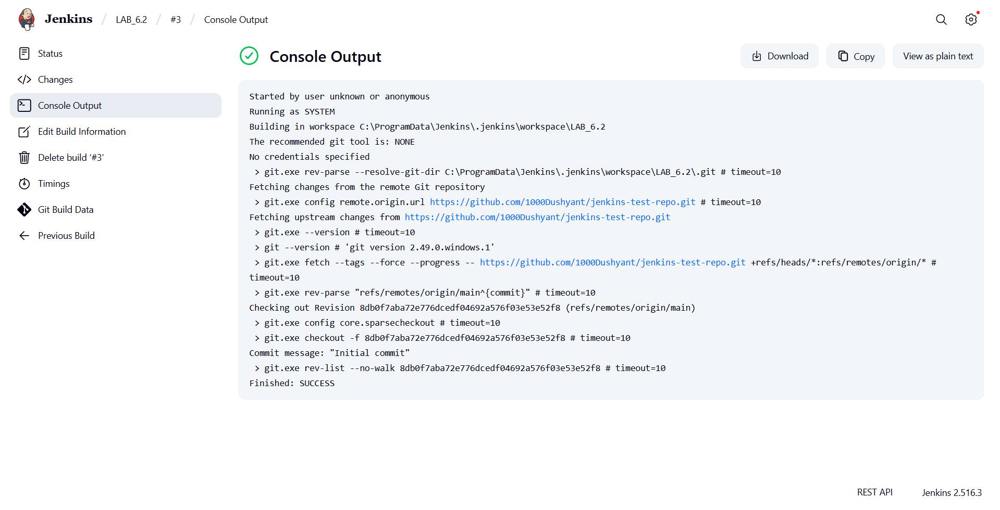 Jenkins / LAB_6.2 / #3 / Console Output
Status
Changes
Console Output
Edit Build Information
Delete build ‘#3’
Timings
Git Build Data
Previous Build
Console Output
Download
Copy
View as plain text
Started by user unknown or anonymous
Running as SYSTEM
Building in workspace C:\ProgramData\Jenkins\.jenkins\workspace\LAB_6.2
The recommended git tool is: NONE
No credentials specified
 > git.exe rev-parse --resolve-git-dir C:\ProgramData\Jenkins\.jenkins\workspace\LAB_6.2\.git # timeout=10
Fetching changes from the remote Git repository
 > git.exe config remote.origin.url https://github.com/1000Dushyant/jenkins-test-repo.git # timeout=10
Fetching upstream changes from https://github.com/1000Dushyant/jenkins-test-repo.git
 > git.exe --version # timeout=10
 > git --version # 'git version 2.49.0.windows.1'
 > git.exe fetch --tags --force --progress -- https://github.com/1000Dushyant/jenkins-test-repo.git +refs/heads/*:refs/remotes/origin/* #
timeout=10
 > git.exe rev-parse "refs/remotes/origin/main^{commit}" # timeout=10
Checking out Revision 8db0f7aba72e776dcedf04692a576f03e53e52f8 (refs/remotes/origin/main)
 > git.exe config core.sparsecheckout # timeout=10
 > git.exe checkout -f 8db0f7aba72e776dcedf04692a576f03e53e52f8 # timeout=10
Commit message: "Initial commit"
 > git.exe rev-list --no-walk 8db0f7aba72e776dcedf04692a576f03e53e52f8 # timeout=10
Finished: SUCCESS
REST API
Jenkins 2.516.3